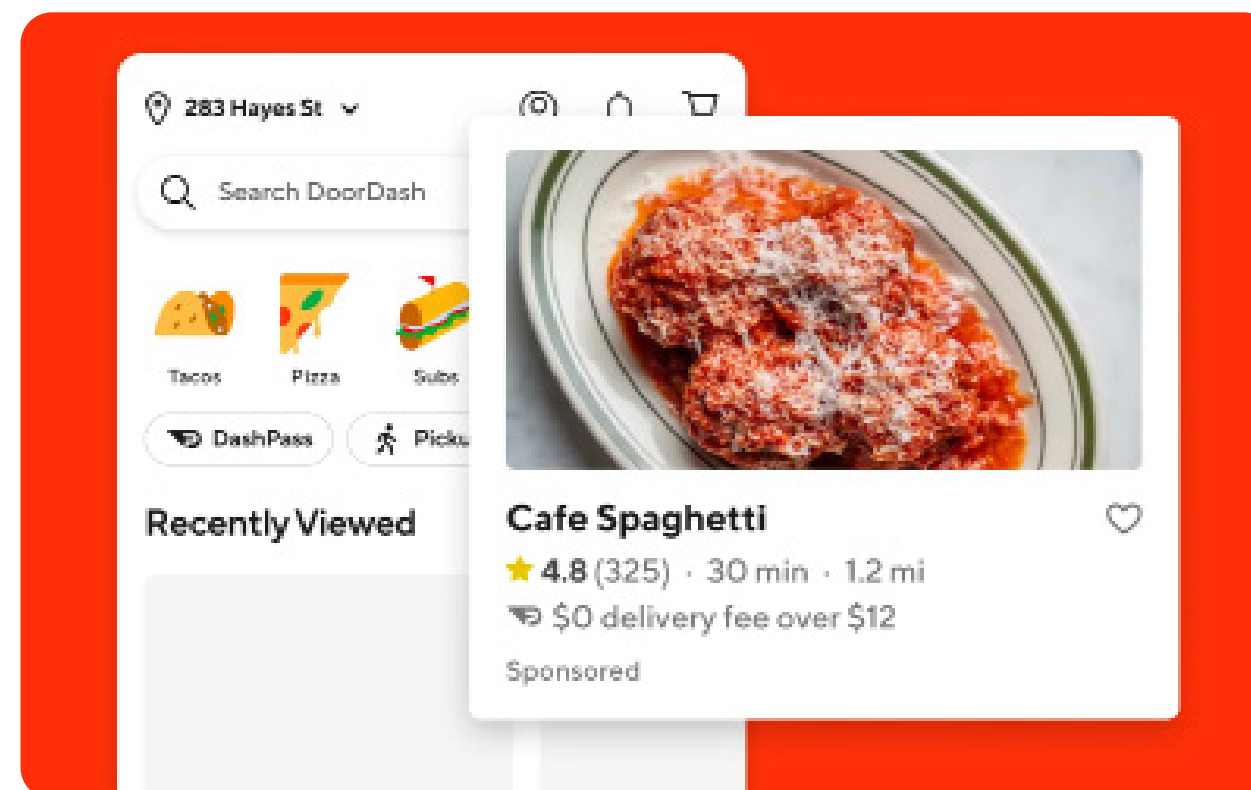 283 Hayes St
Search DoorDash
Tacos Pizza Subs
DashPass Picku
Recently Viewed
Cafe Spaghetti
4.8 (325) · 30 min · 1.2 mi
$0 delivery fee over $12
Sponsored